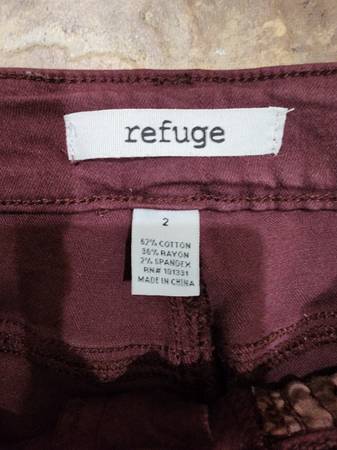 refuge
2
62% COTTON
36% RAYON
2% SPANDEX
RN# 101331
MADE IN CHINA